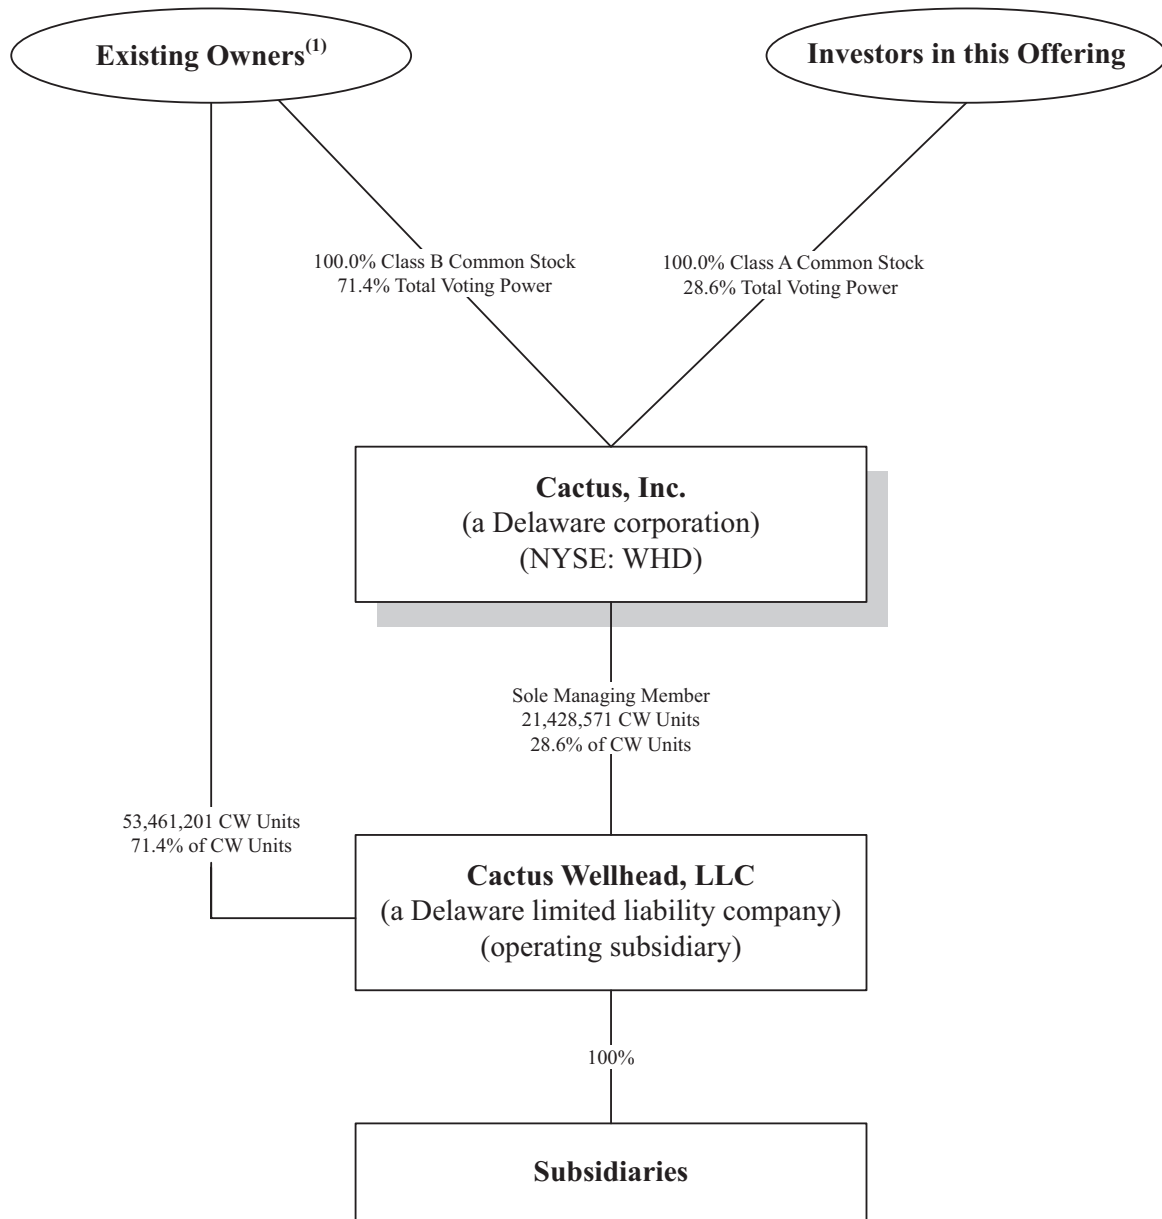 Existing Owners(1)
Investors in this Offering
100.0% Class B Common Stock
71.4% Total Voting Power
100.0% Class A Common Stock
28.6% Total Voting Power
Cactus, Inc.
(a Delaware corporation)
(NYSE: WHD)
Sole Managing Member
21,428,571 CW Units
28.6% of CW Units
53,461,201 CW Units
71.4% of CW Units
Cactus Wellhead, LLC
(a Delaware limited liability company)
(operating subsidiary)
100%
Subsidiaries